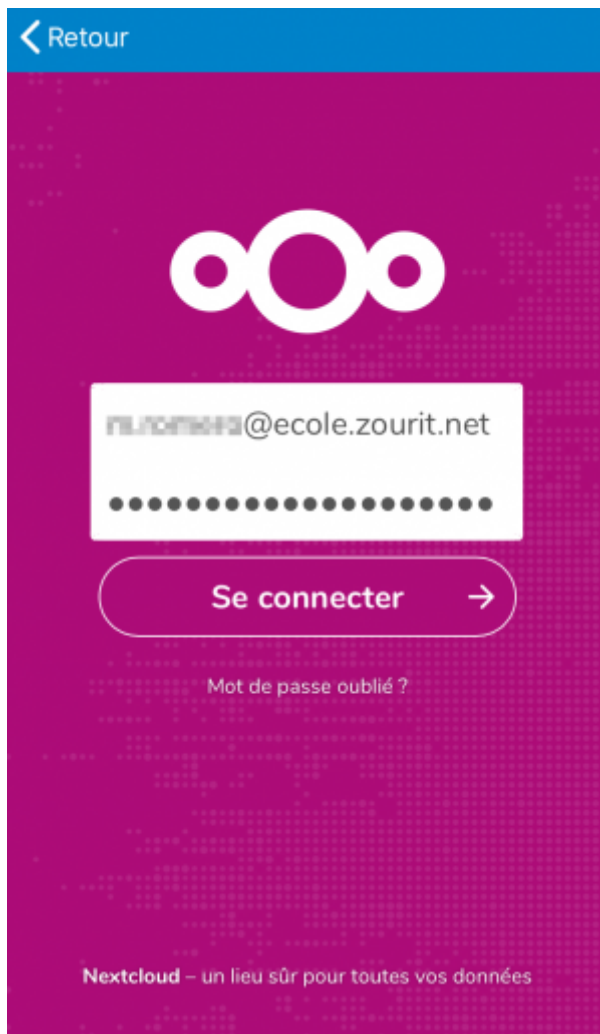 Retour
@ecole.zourit.net
Se connecter
Mot de passe oublié ?
Nextcloud – un lieu sûr pour toutes vos données